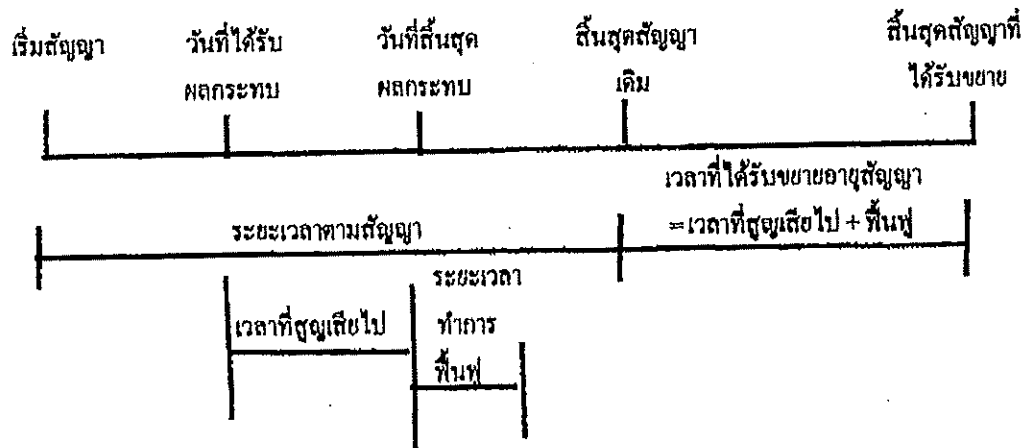 เริ่มสัญญา
วันที่ได้รับ
ผลกระทบ
วันที่สิ้นสุด
ผลกระทบ
สิ้นสุดสัญญา
เดิม
สิ้นสุดสัญญาที่
ได้รับขยาย
เวลาที่ได้รับขยายอายุสัญญา
=เวลาที่สูญเสียไป + ฟื้นฟู
ระยะเวลาตามสัญญา
เวลาที่สูญเสียไป
ระยะเวลา
ทำการ
ฟื้นฟู